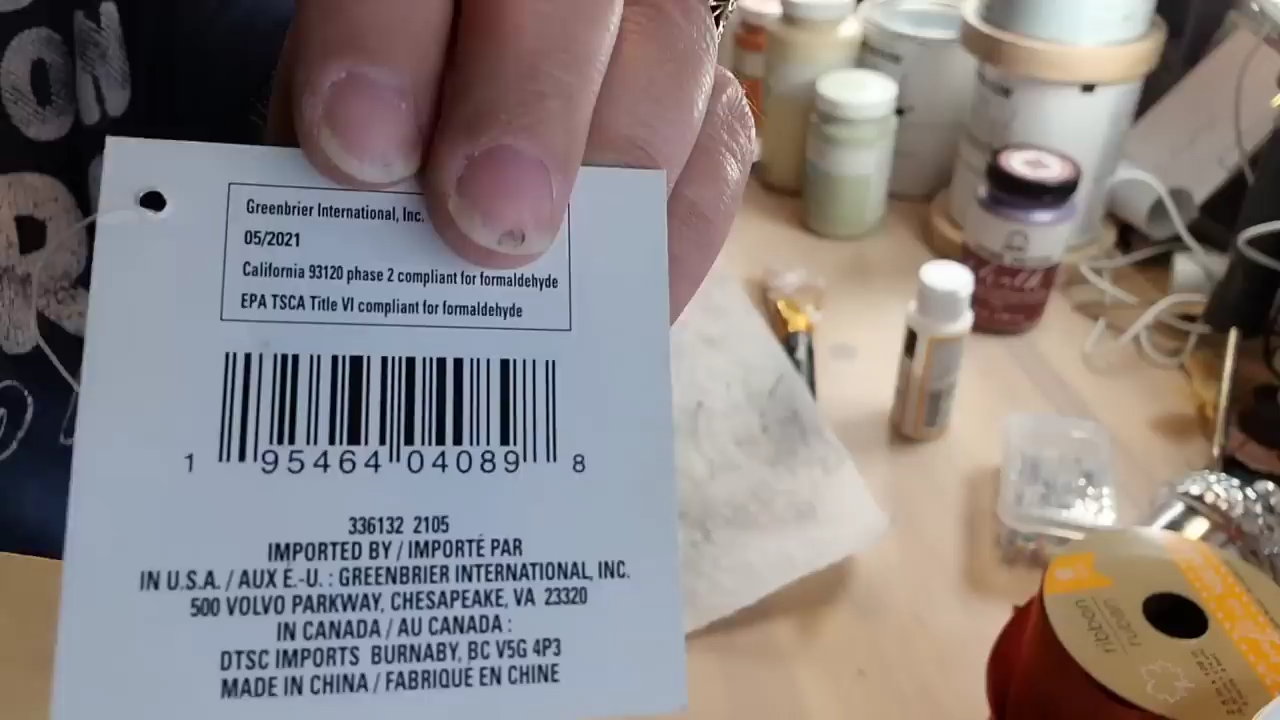 ON
R
Greenbrier International, Inc.
05/2021
California 93120 phase 2 compliant for formaldehyde
EPA TSCA Title VI compliant for formaldehyde
1 95464 04089 8
336132 2105
IMPORTED BY / IMPORTÉ PAR
IN U.S.A. / AUX É.-U. : GREENBRIER INTERNATIONAL, INC.
500 VOLVO PARKWAY, CHESAPEAKE, VA 23320
IN CANADA / AU CANADA :
DTSC IMPORTS BURNABY, BC V5G 4P3
MADE IN CHINA / FABRIQUE EN CHINE
ribbon
ruban